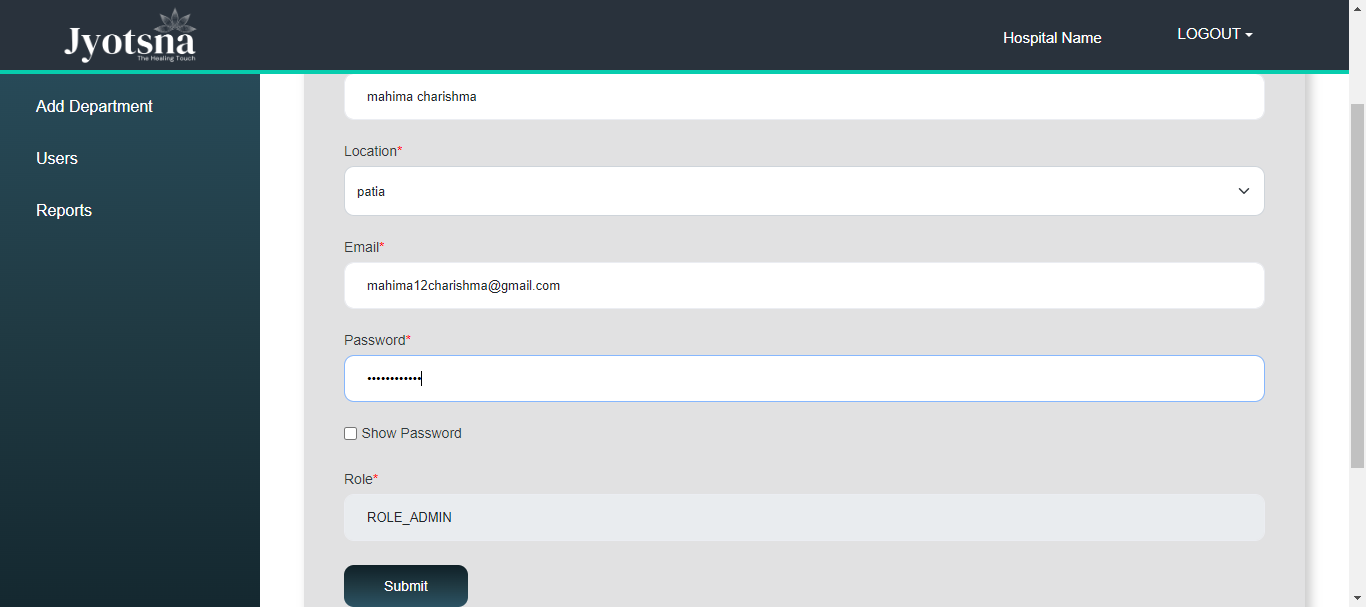 Jyotsna
The Healing Touch
Hospital Name
LOGOUT
Add Department
Users
Reports
mahima charishma
Location*
patia
Email*
mahima12charishma@gmail.com
Password*
••••••••••••
Show Password
Role*
ROLE_ADMIN
Submit